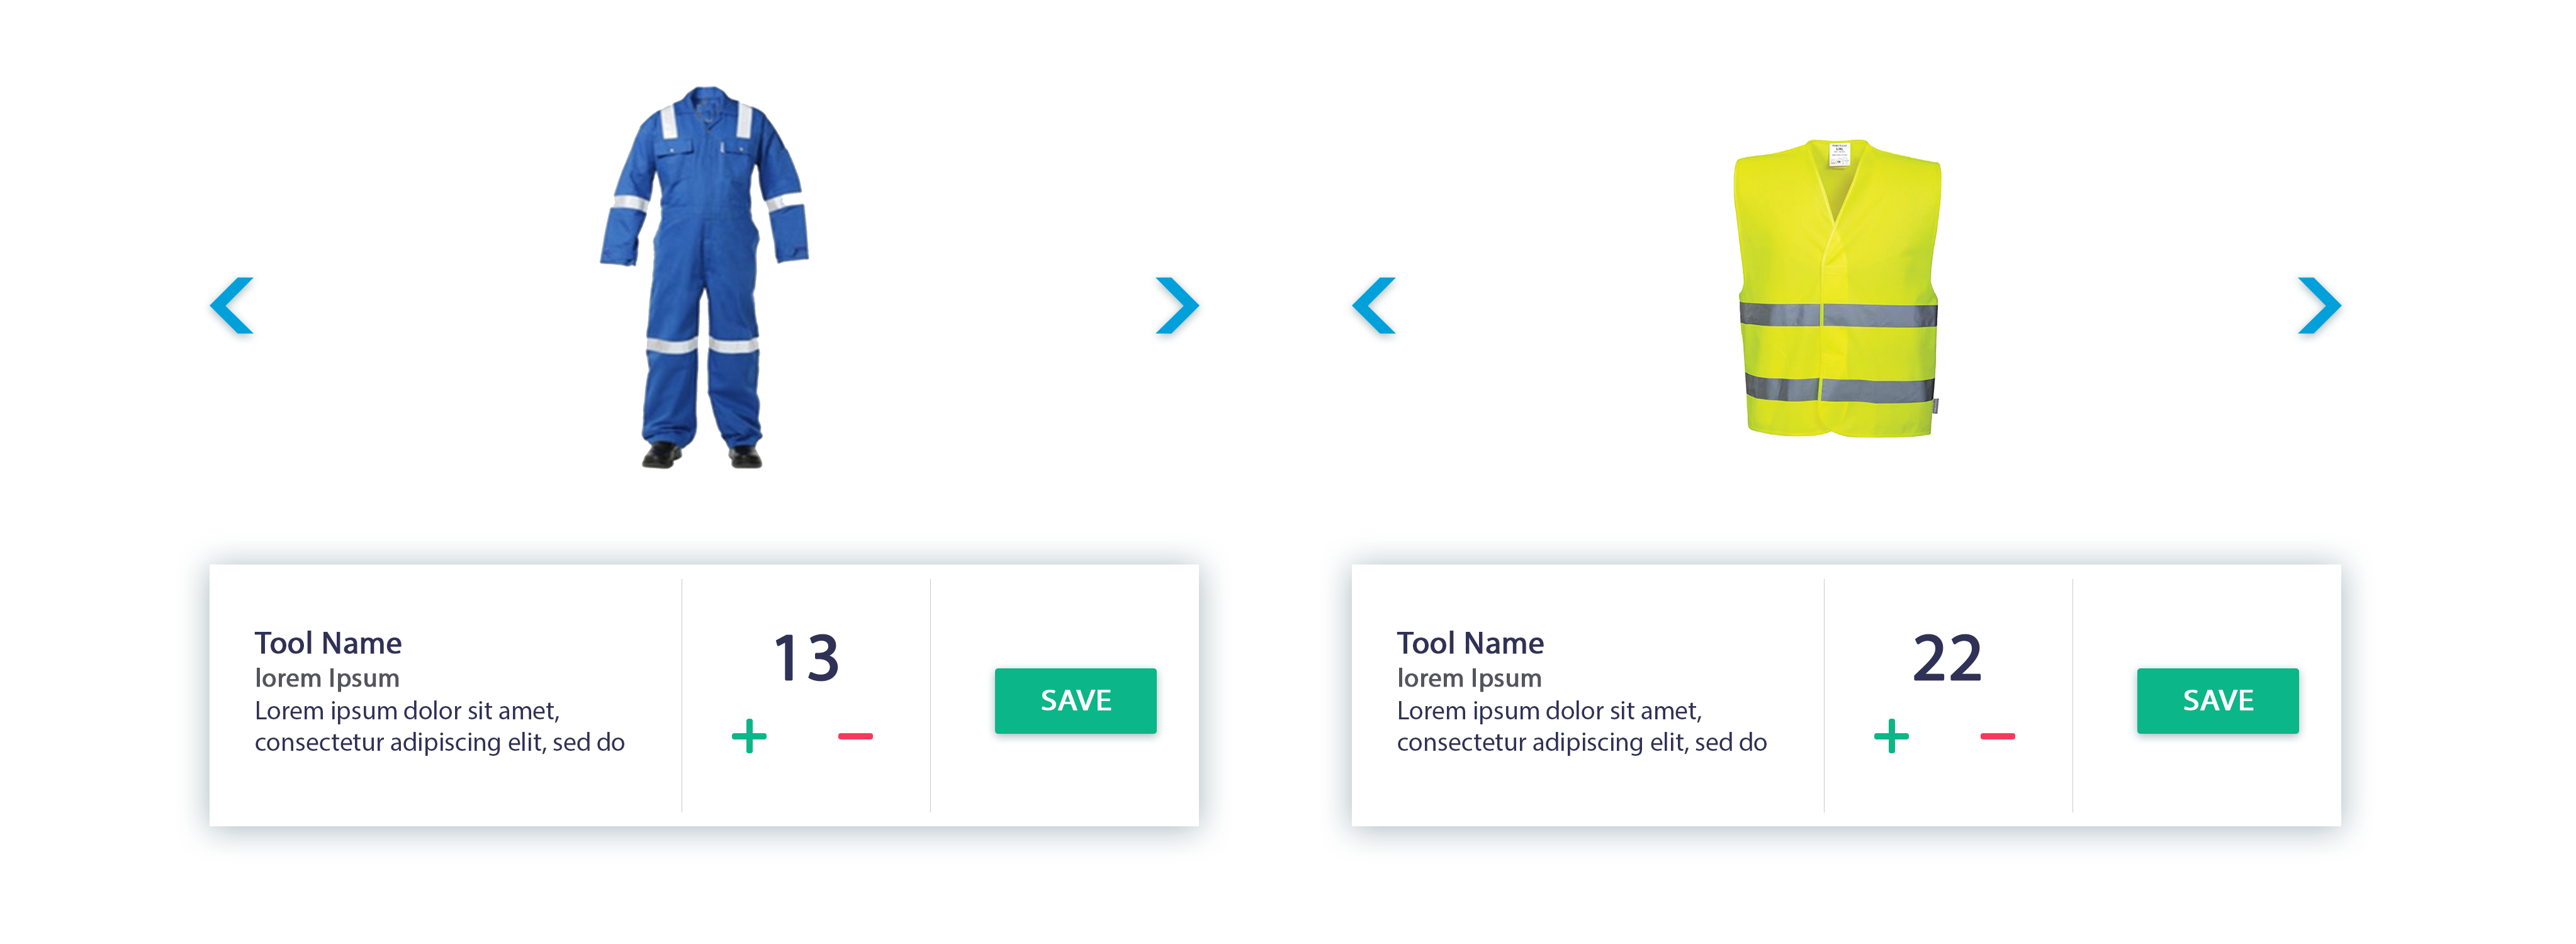 Tool Name
lorem Ipsum
Lorem ipsum dolor sit amet,
consectetur adipiscing elit, sed do
13
+ −
SAVE
Tool Name
lorem Ipsum
Lorem ipsum dolor sit amet,
consectetur adipiscing elit, sed do
22
+ −
SAVE